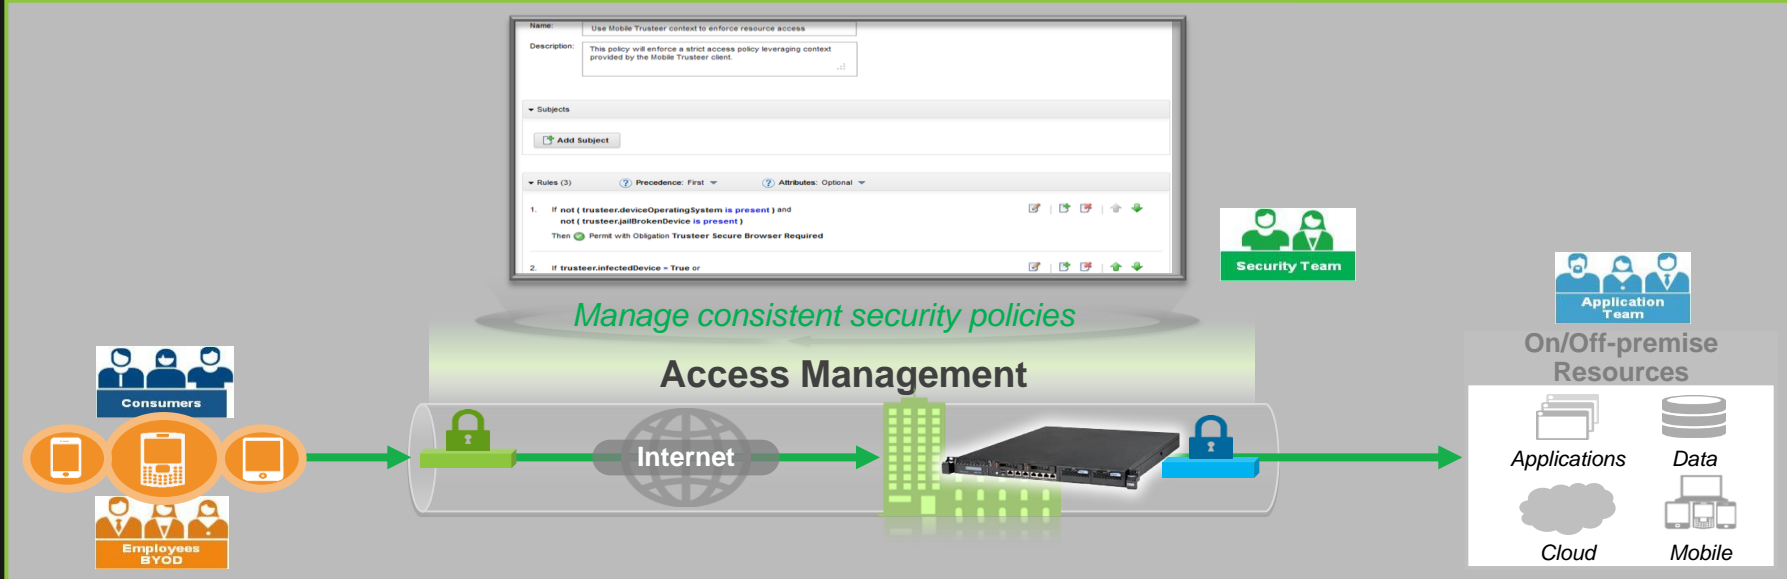 Name:
Use Mobile Trusteer context to enforce resource access
Description:
This policy will enforce a strict access policy leveraging context
provided by the Mobile Trusteer client.
Subjects
Add Subject
Rules (3)
Precedence: First
Attributes: Optional
1. If not ( trusteer.deviceOperatingSystem is present ) and
not ( trusteer.jailBrokenDevice is present )
Then Permit with Obligation Trusteer Secure Browser Required
2. If trusteer.infectedDevice = True or
Security Team
Manage consistent security policies
Access Management
Application
Team
On/Off-premise
Resources
Consumers
Internet
Applications
Data
Employees
BYOD
Cloud
Mobile